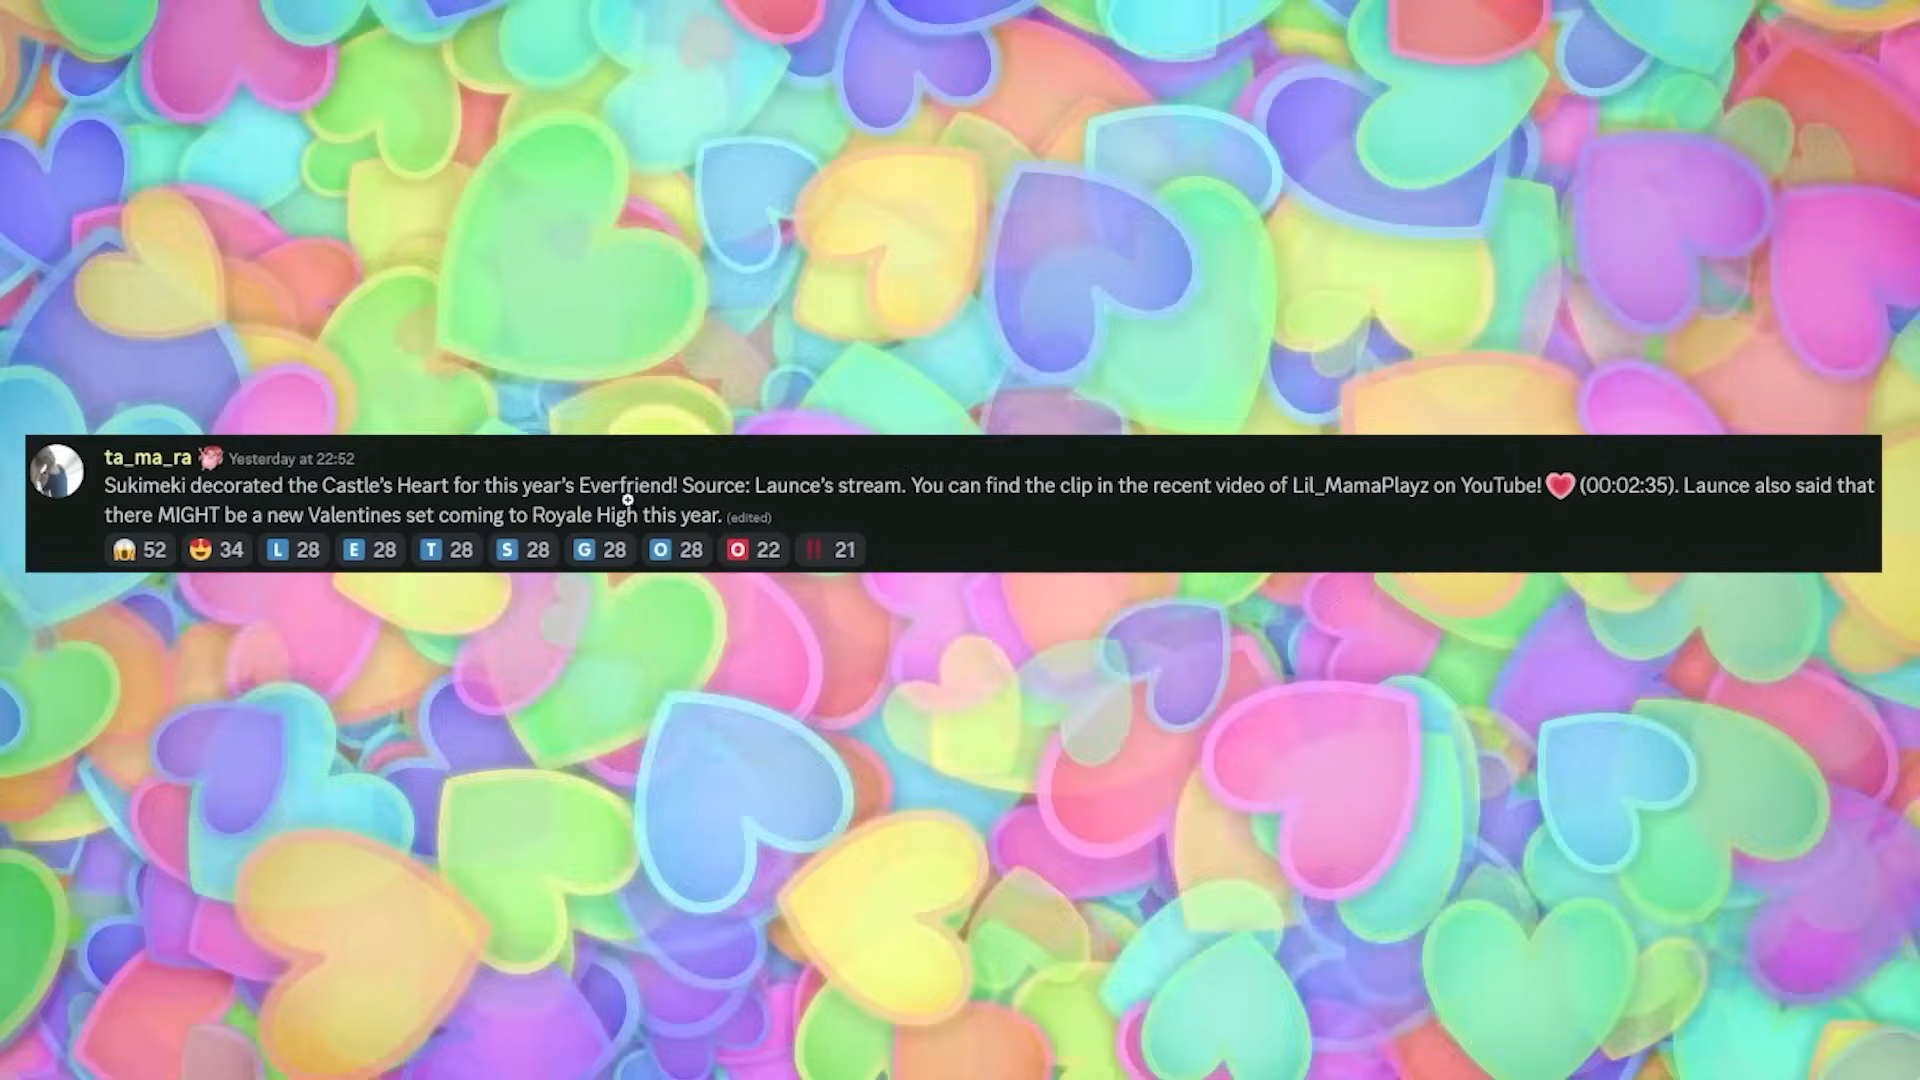 ta_ma_ra Yesterday at 22:52
Sukimeki decorated the Castle's Heart for this year's Everfriend! Source: Launce's stream. You can find the clip in the recent video of Lil_MamaPlayz on YouTube! (00:02:35). Launce also said that
there MIGHT be a new Valentines set coming to Royale High this year. (edited)
52 34 L 28 E 28 T 28 S 28 G 28 O 28 O 22 ‼ 21